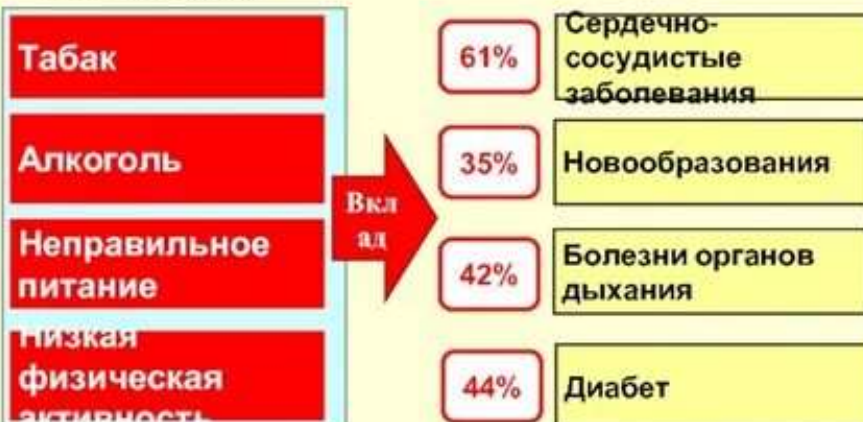 Табак
Алкоголь
Неправильное
питание
Низкая
физическая
активность
Вкл
ад
61%
Сердечно-
сосудистые
заболевания
35%
Новообразования
42%
Болезни органов
дыхания
44%
Диабет